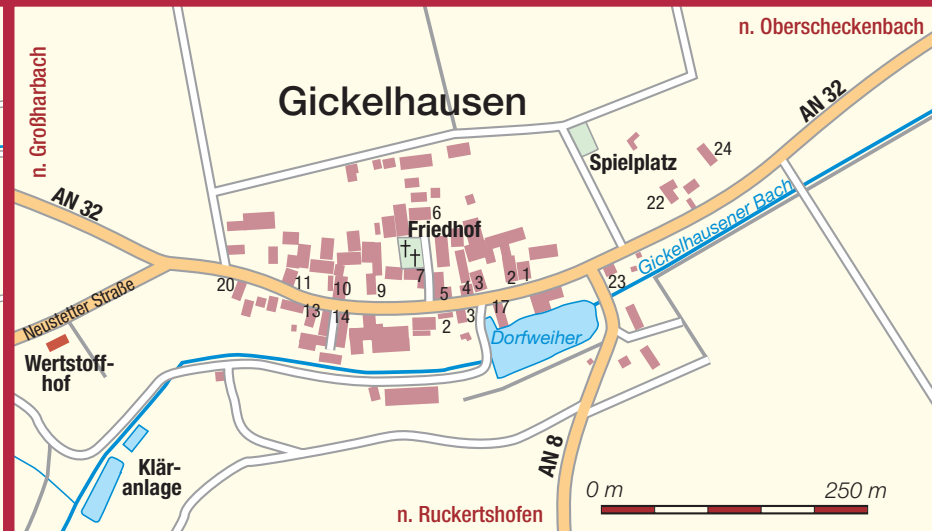 n. Oberscheckenbach
n. Großharbach
Gickelhausen
AN 32
Spielplatz
24
22
AN 32
6
Friedhof
Gickelhausener Bach
20
11
10
9
7
5
4
3
2
1
23
13
14
2
3
17
Neustetter Straße
Dorfweiher
Wertstoff-
hof
Klär-
anlage
AN 8
0 m
250 m
n. Ruckertshofen